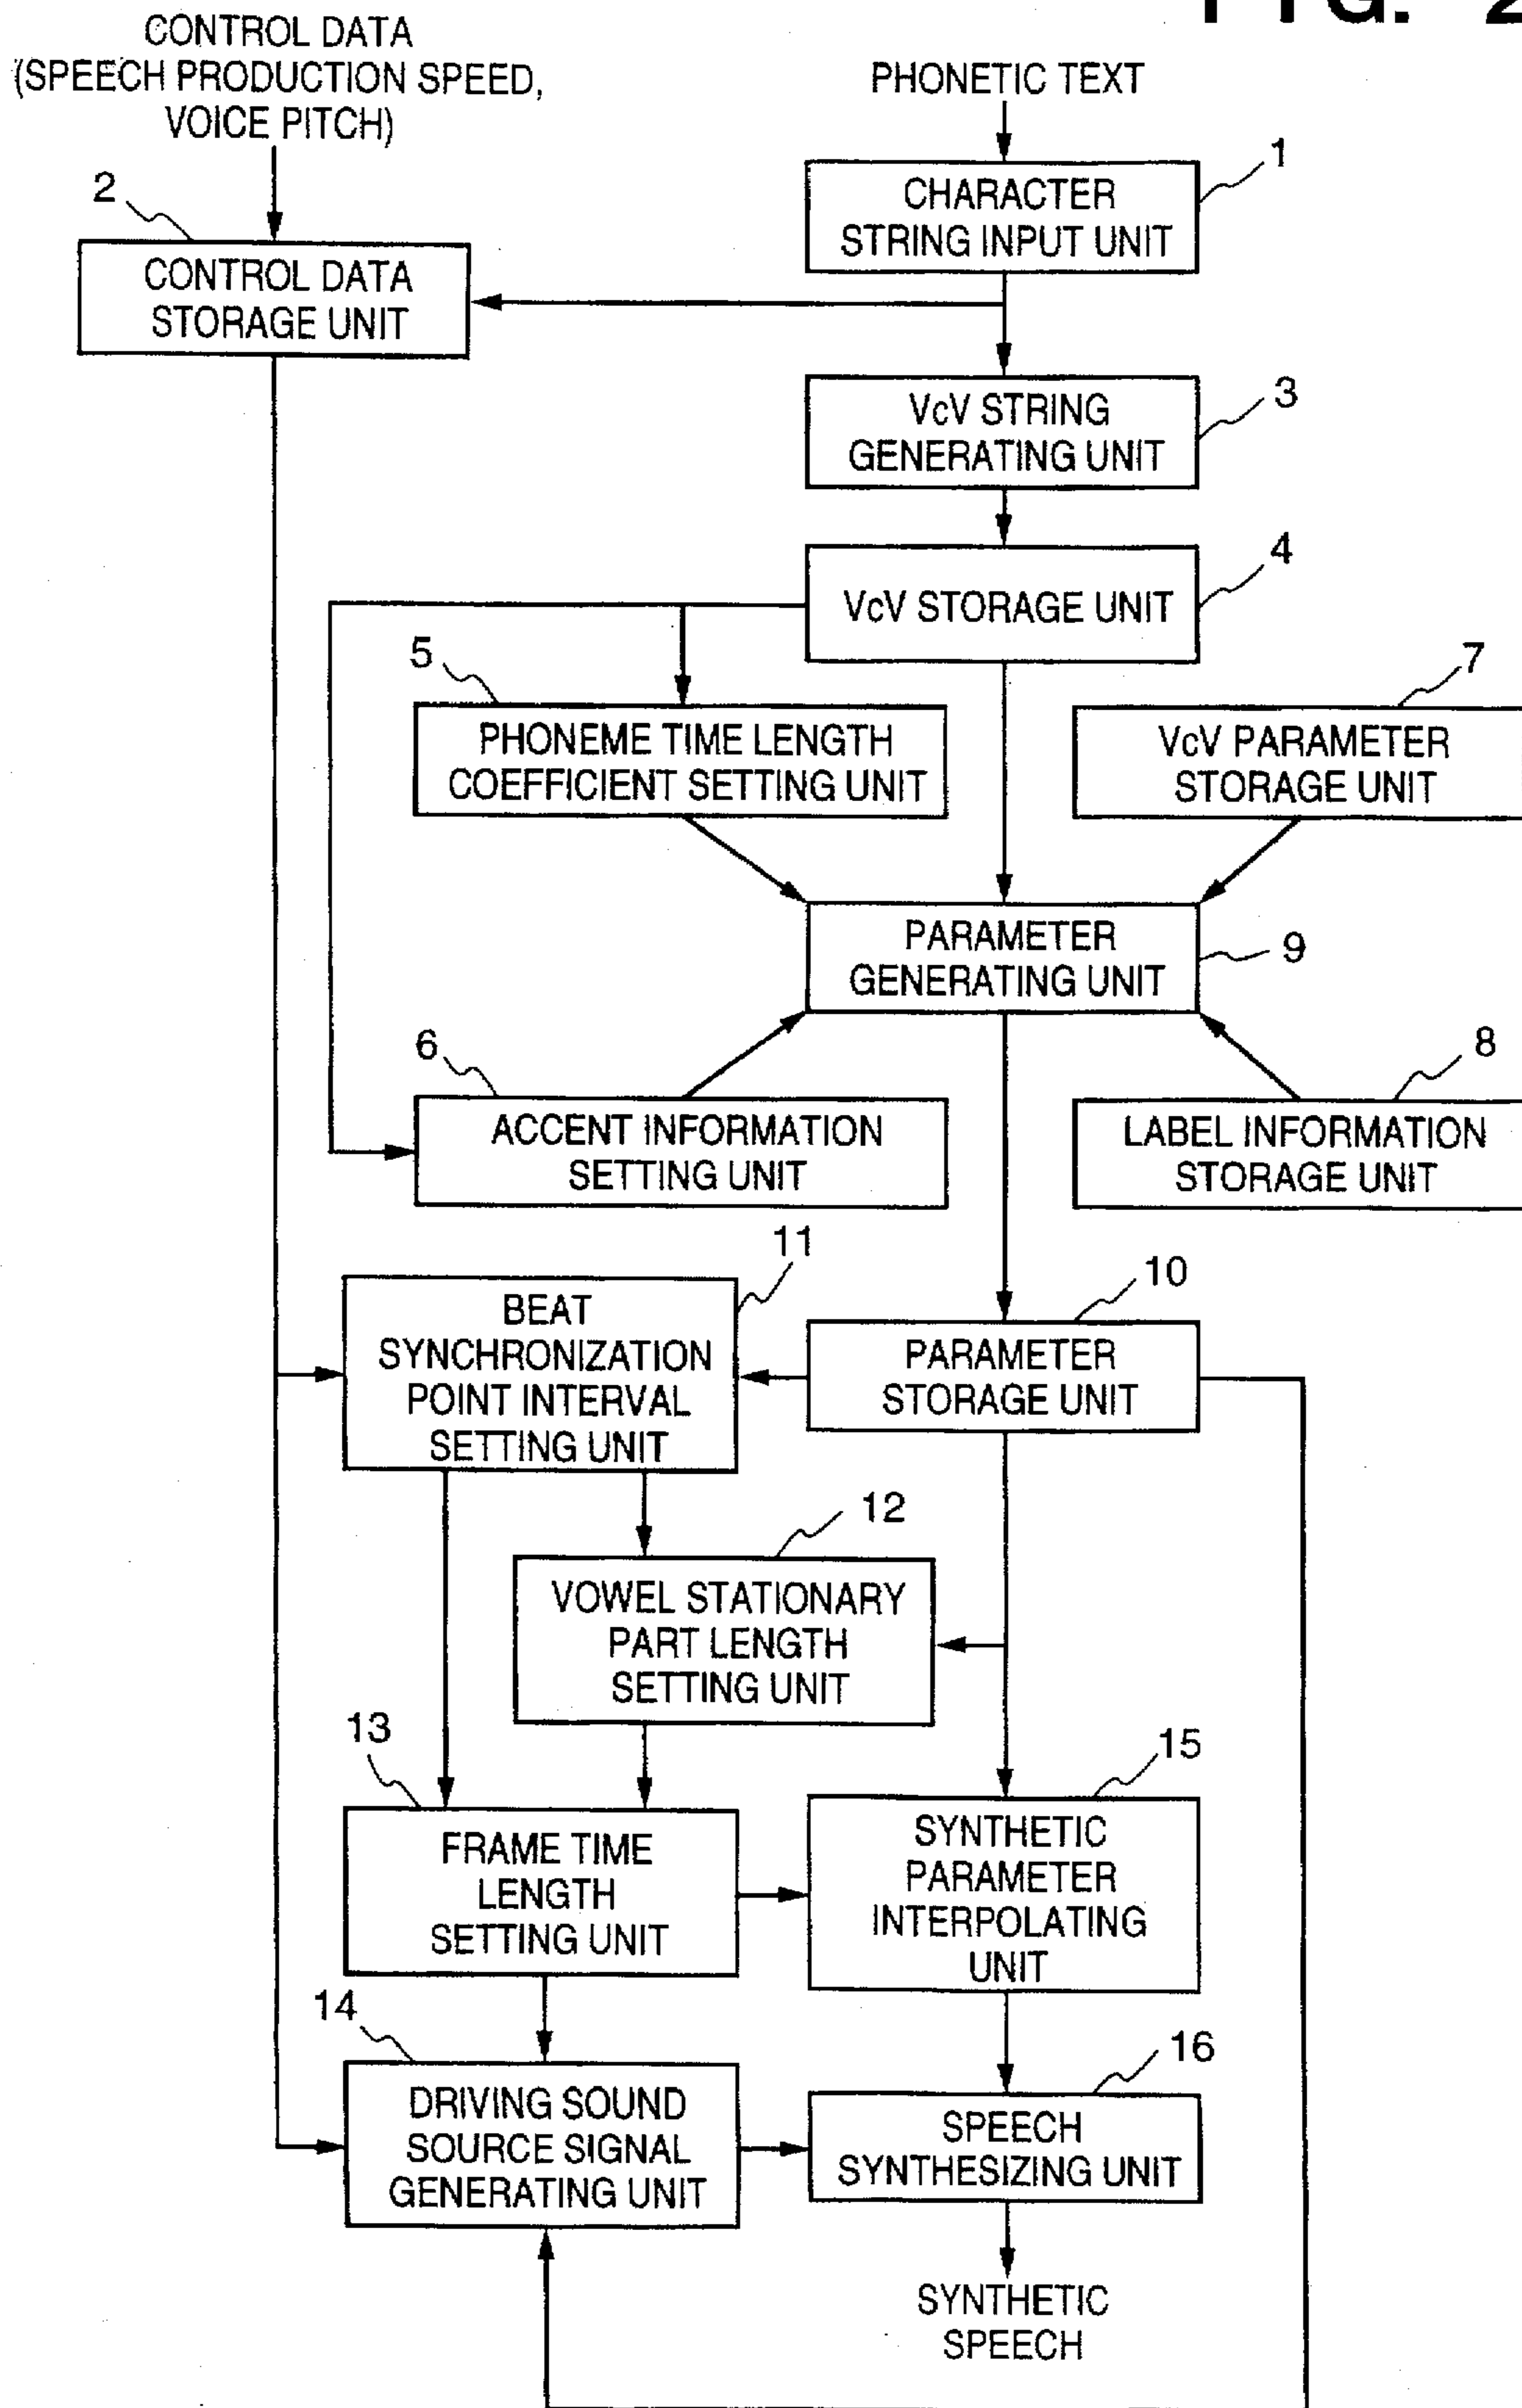 FIG. 2
CONTROL DATA
(SPEECH PRODUCTION SPEED,
VOICE PITCH)
PHONETIC TEXT
1
CHARACTER
STRING INPUT UNIT
2
CONTROL DATA
STORAGE UNIT
3
VcV STRING
GENERATING UNIT
4
VcV STORAGE UNIT
5
PHONEME TIME LENGTH
COEFFICIENT SETTING UNIT
7
VcV PARAMETER
STORAGE UNIT
PARAMETER
GENERATING UNIT
9
6
ACCENT INFORMATION
SETTING UNIT
8
LABEL INFORMATION
STORAGE UNIT
11
BEAT
SYNCHRONIZATION
POINT INTERVAL
SETTING UNIT
10
PARAMETER
STORAGE UNIT
12
VOWEL STATIONARY
PART LENGTH
SETTING UNIT
13
FRAME TIME
LENGTH
SETTING UNIT
15
SYNTHETIC
PARAMETER
INTERPOLATING
UNIT
14
DRIVING SOUND
SOURCE SIGNAL
GENERATING UNIT
16
SPEECH
SYNTHESIZING UNIT
SYNTHETIC
SPEECH